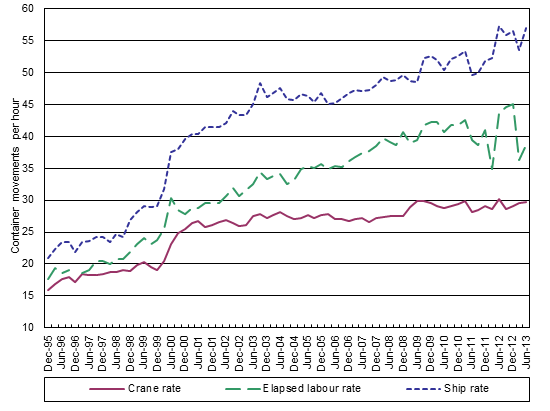 Container movements per hour
60
55
50
45
40
35
30
25
20
15
10
Dec-95
Jun-96
Dec-96
Jun-97
Dec-97
Jun-98
Dec-98
Jun-99
Dec-99
Jun-00
Dec-00
Jun-01
Dec-01
Jun-02
Dec-02
Jun-03
Dec-03
Jun-04
Dec-04
Jun-05
Dec-05
Jun-06
Dec-06
Jun-07
Dec-07
Jun-08
Dec-08
Jun-09
Dec-09
Jun-10
Dec-10
Jun-11
Dec-11
Jun-12
Dec-12
Jun-13
Crane rate Elapsed labour rate Ship rate